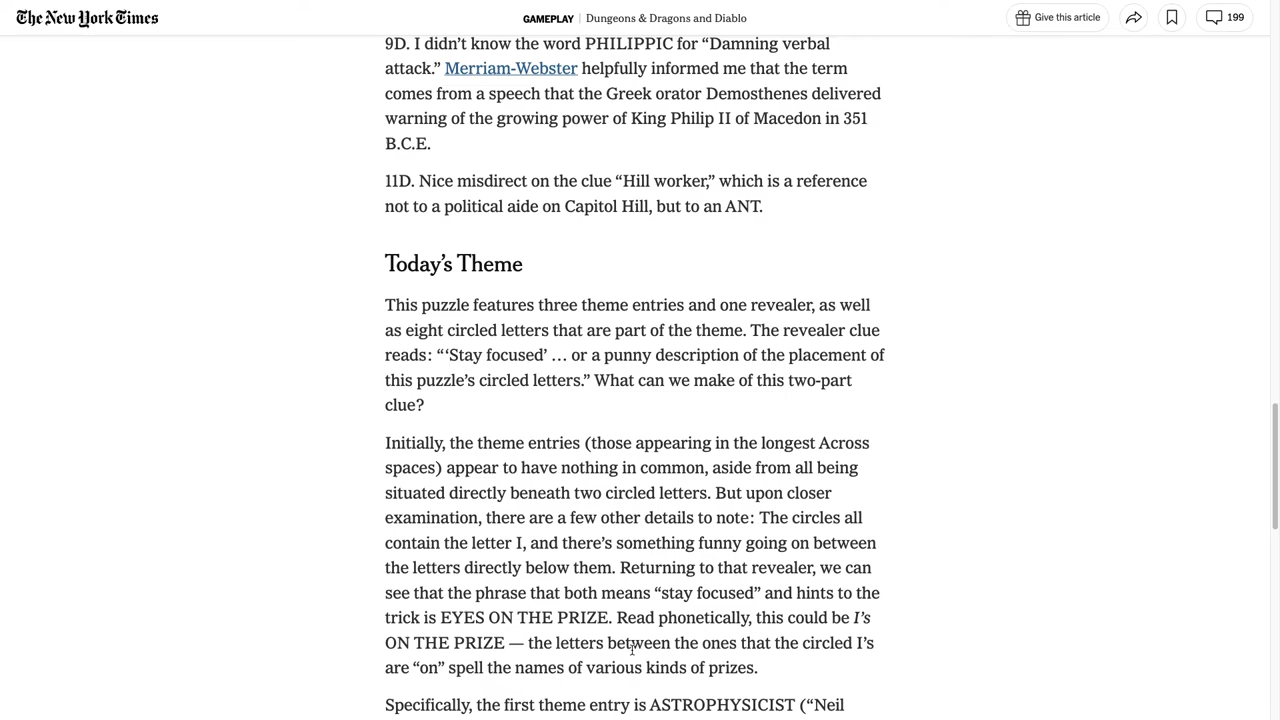 The New York Times
GAMEPLAY | Dungeons & Dragons and Diablo
Give this article
199
9D. I didn’t know the word PHILIPPIC for “Damning verbal
attack.” Merriam-Webster helpfully informed me that the term
comes from a speech that the Greek orator Demosthenes delivered
warning of the growing power of King Philip II of Macedon in 351
B.C.E.
11D. Nice misdirect on the clue “Hill worker,” which is a reference
not to a political aide on Capitol Hill, but to an ANT.
Today’s Theme
This puzzle features three theme entries and one revealer, as well
as eight circled letters that are part of the theme. The revealer clue
reads: “‘Stay focused’ … or a punny description of the placement of
this puzzle’s circled letters.” What can we make of this two-part
clue?
Initially, the theme entries (those appearing in the longest Across
spaces) appear to have nothing in common, aside from all being
situated directly beneath two circled letters. But upon closer
examination, there are a few other details to note: The circles all
contain the letter I, and there’s something funny going on between
the letters directly below them. Returning to that revealer, we can
see that the phrase that both means “stay focused” and hints to the
trick is EYES ON THE PRIZE. Read phonetically, this could be I’s
ON THE PRIZE — the letters between the ones that the circled I’s
are “on” spell the names of various kinds of prizes.
Specifically, the first theme entry is ASTROPHYSICIST (“Neil